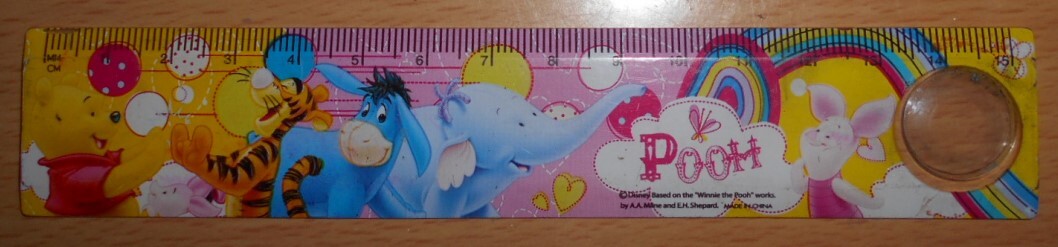 MM 1 2 3 4 5 6 7 8 9 10 11 12 13 14 15
CM
POOH
©Disney. Based on the "Winnie the Pooh" works.
by A.A. Milne and E.H. Shepard. MADE IN CHINA